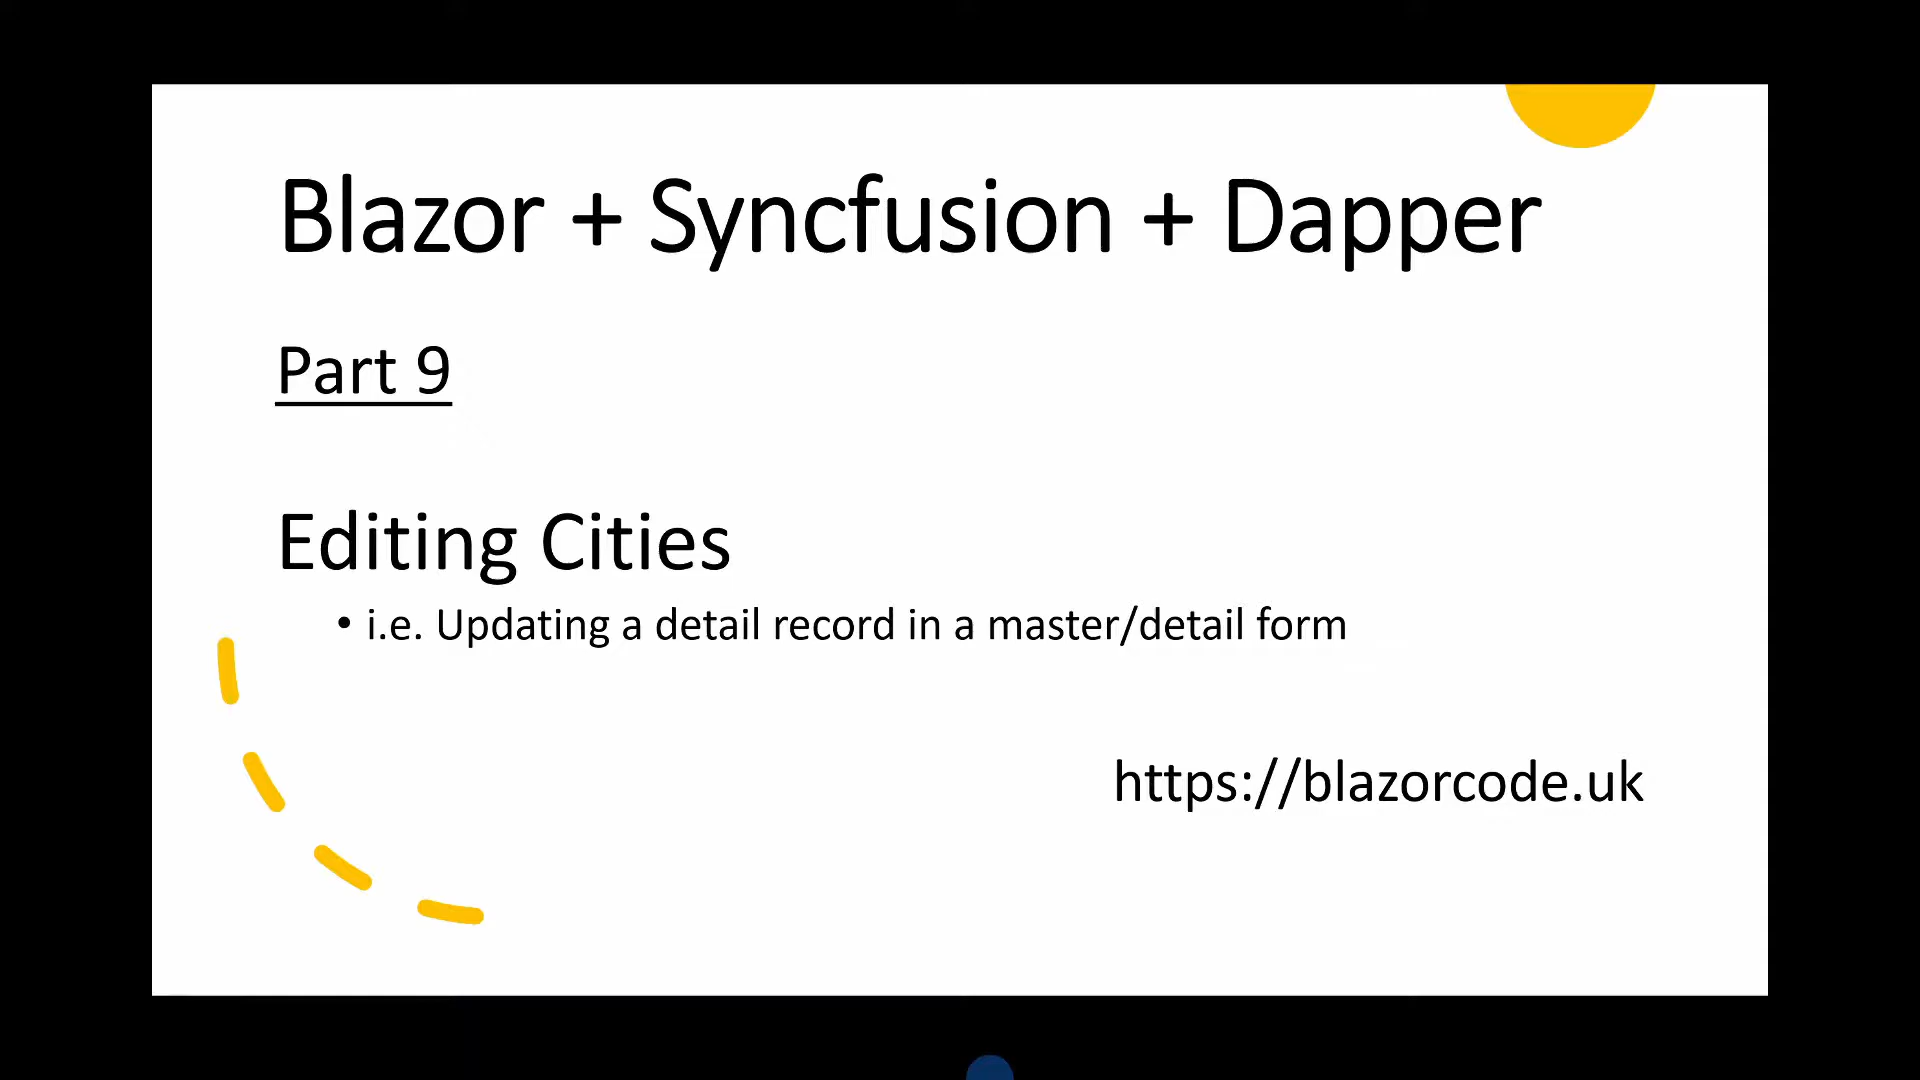 Blazor + Syncfusion + Dapper
Part 9
Editing Cities
• i.e. Updating a detail record in a master/detail form
https://blazorcode.uk